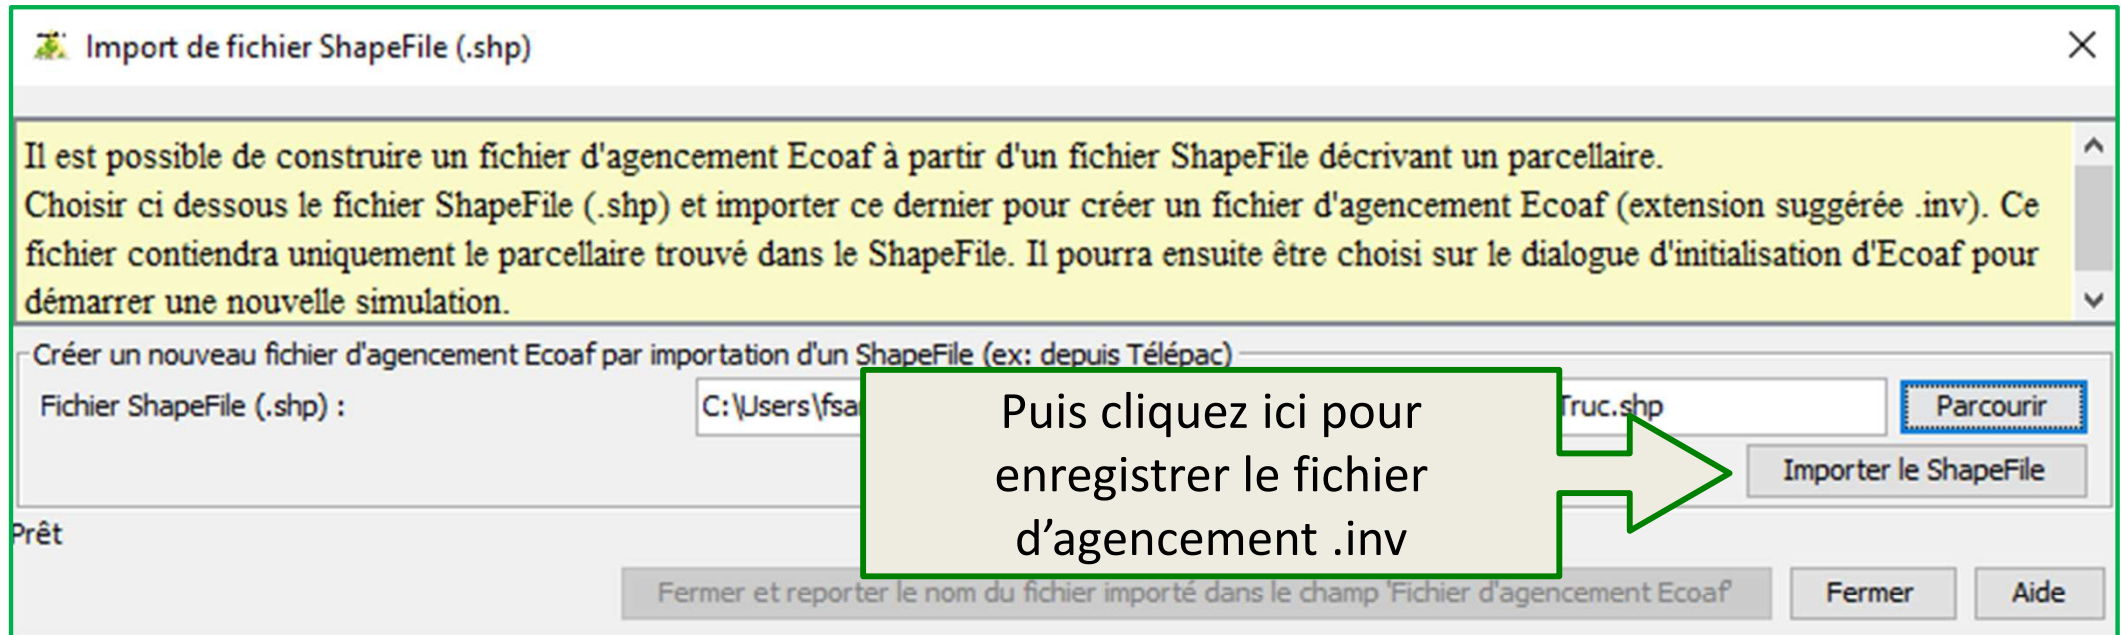 Import de fichier ShapeFile (.shp)
Il est possible de construire un fichier d'agencement Ecoaf à partir d'un fichier ShapeFile décrivant un parcellaire.
Choisir ci dessous le fichier ShapeFile (.shp) et importer ce dernier pour créer un fichier d'agencement Ecoaf (extension suggérée .inv). Ce
fichier contiendra uniquement le parcellaire trouvé dans le ShapeFile. Il pourra ensuite être choisi sur le dialogue d'initialisation d'Ecoaf pour
démarrer une nouvelle simulation.
Créer un nouveau fichier d'agencement Ecoaf par importation d'un ShapeFile (ex: depuis Télépac)
Fichier ShapeFile (.shp) :
C:\Users\fsa
Truc.shp
Parcourir
Puis cliquez ici pour
enregistrer le fichier
d’agencement .inv
Importer le ShapeFile
Prêt
Fermer et reporter le nom du fichier importé dans le champ 'Fichier d'agencement Ecoaf'
Fermer
Aide